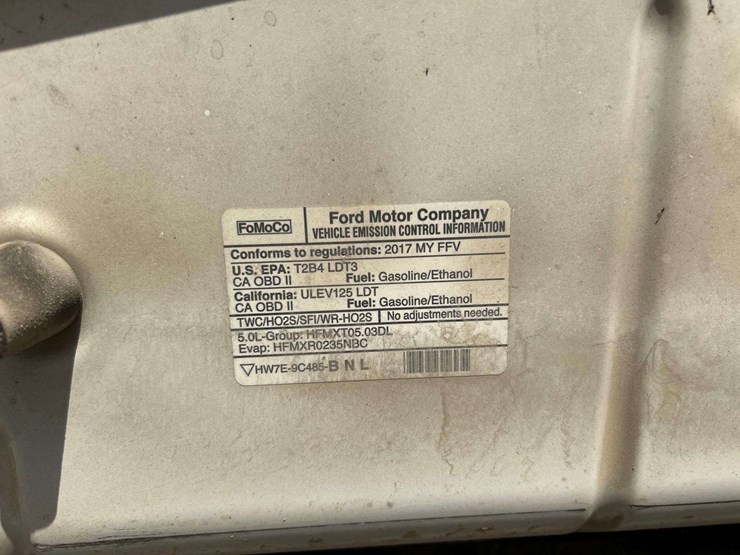 FoMoCo
Ford Motor Company
VEHICLE EMISSION CONTROL INFORMATION
Conforms to regulations: 2017 MY FFV
U.S. EPA: T2B4 LDT3
CA OBD II Fuel: Gasoline/Ethanol
California: ULEV125 LDT
CA OBD II Fuel: Gasoline/Ethanol
TWC/HO2S/SFI/WR-HO2S No adjustments needed.
5.0L-Group: HFMXT05.03DL
Evap: HFMXR0235NBC
HW7E-9C485-B N L